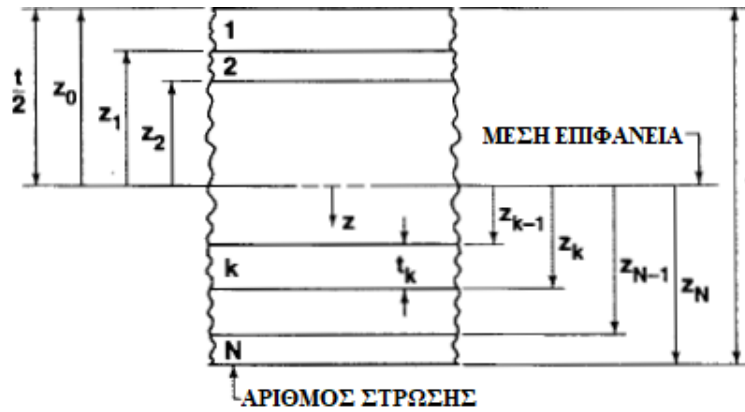 1
2
t
2
z0
z1
z2
ΜΕΣΗ ΕΠΙΦΑΝΕΙΑ
z
zk-1
k
tk
zk
zN-1
zN
N
ΑΡΙΘΜΟΣ ΣΤΡΩΣΗΣ